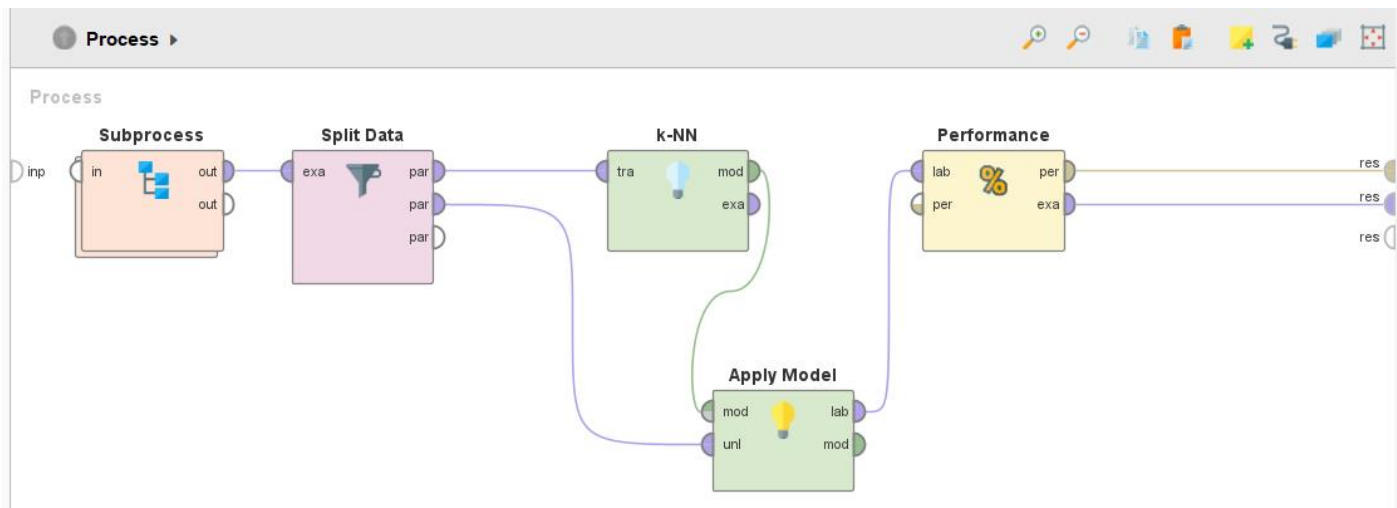 Process
Process
Subprocess
Split Data
k-NN
Performance
inp
in
out
out
exa
par
par
par
tra
mod
exa
lab
per
per
exa
%
res
res
res
Apply Model
mod
lab
unl
mod